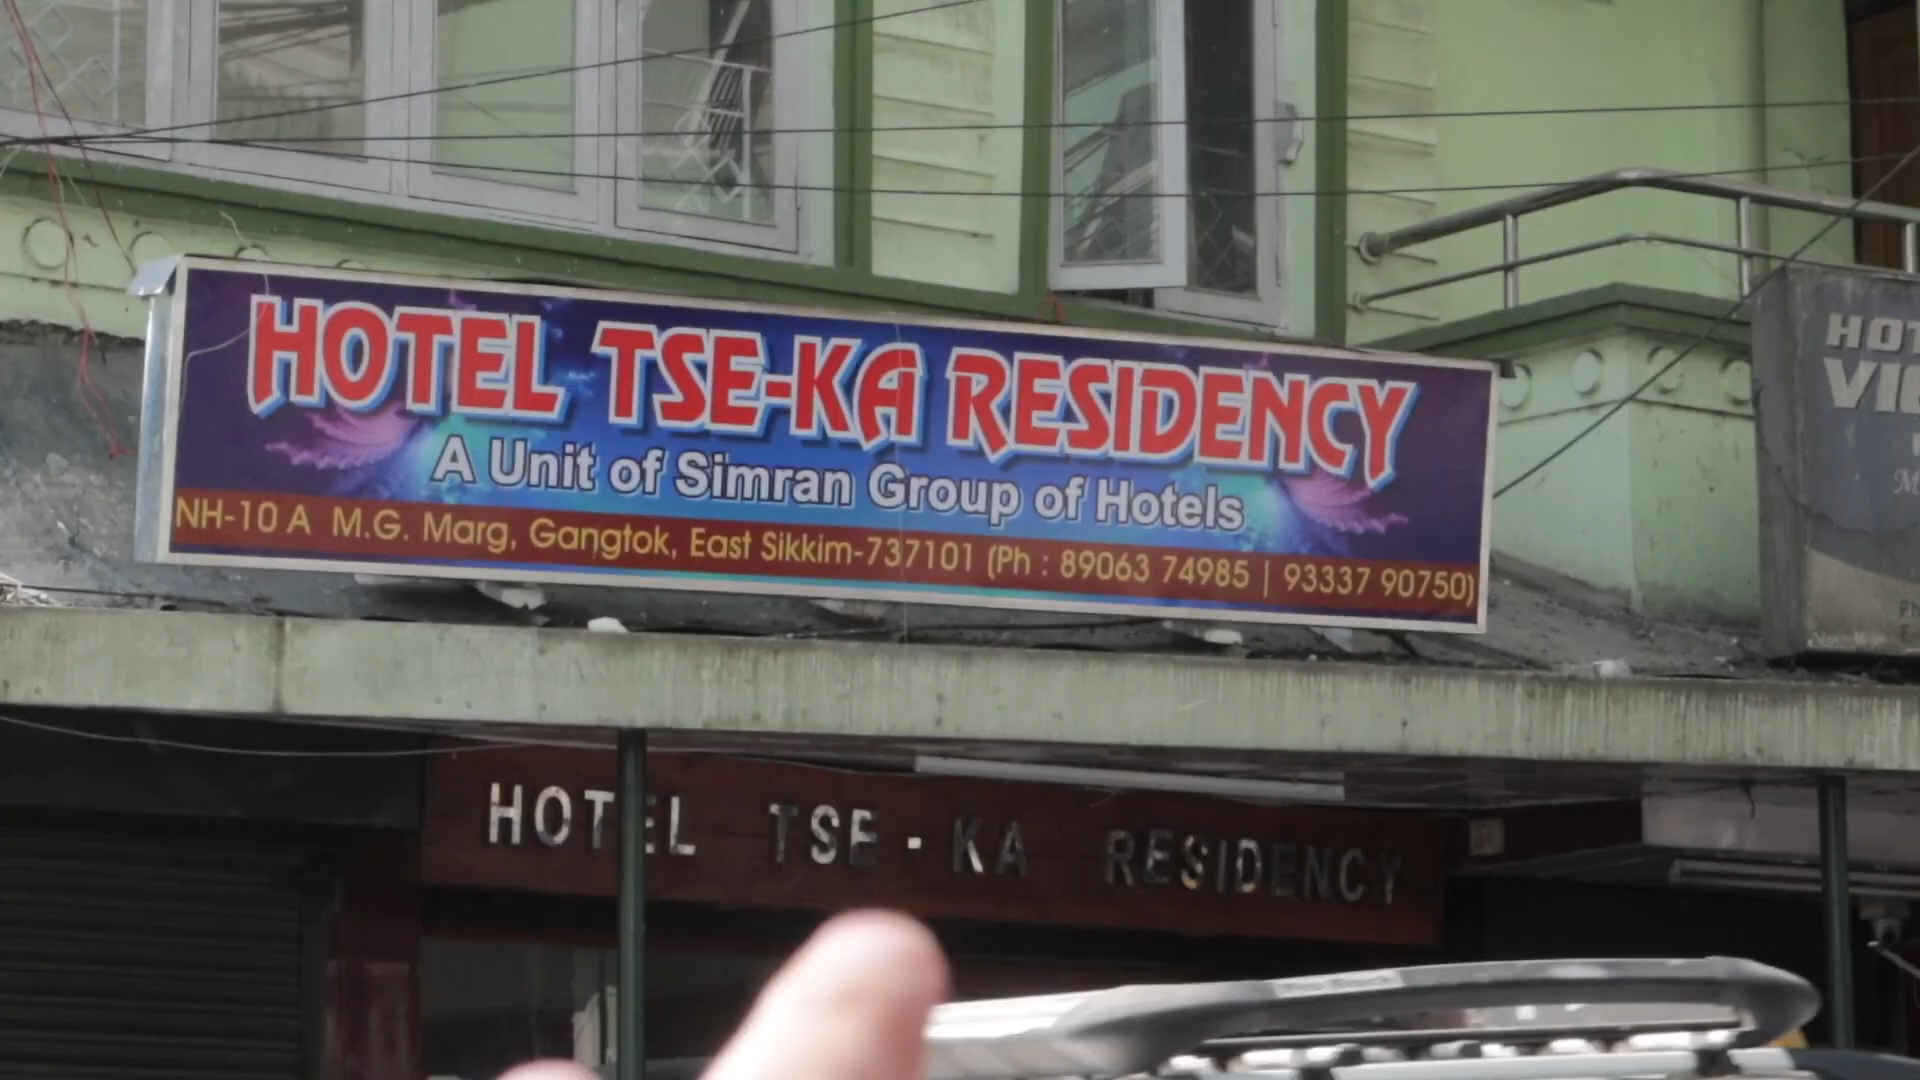 HOTEL TSE-KA RESIDENCY
A Unit of Simran Group of Hotels
NH-10 A M.G. Marg, Gangtok, East Sikkim-737101 (Ph : 89063 74985 | 93337 90750)
HOTEL TSE - KA RESIDENCY